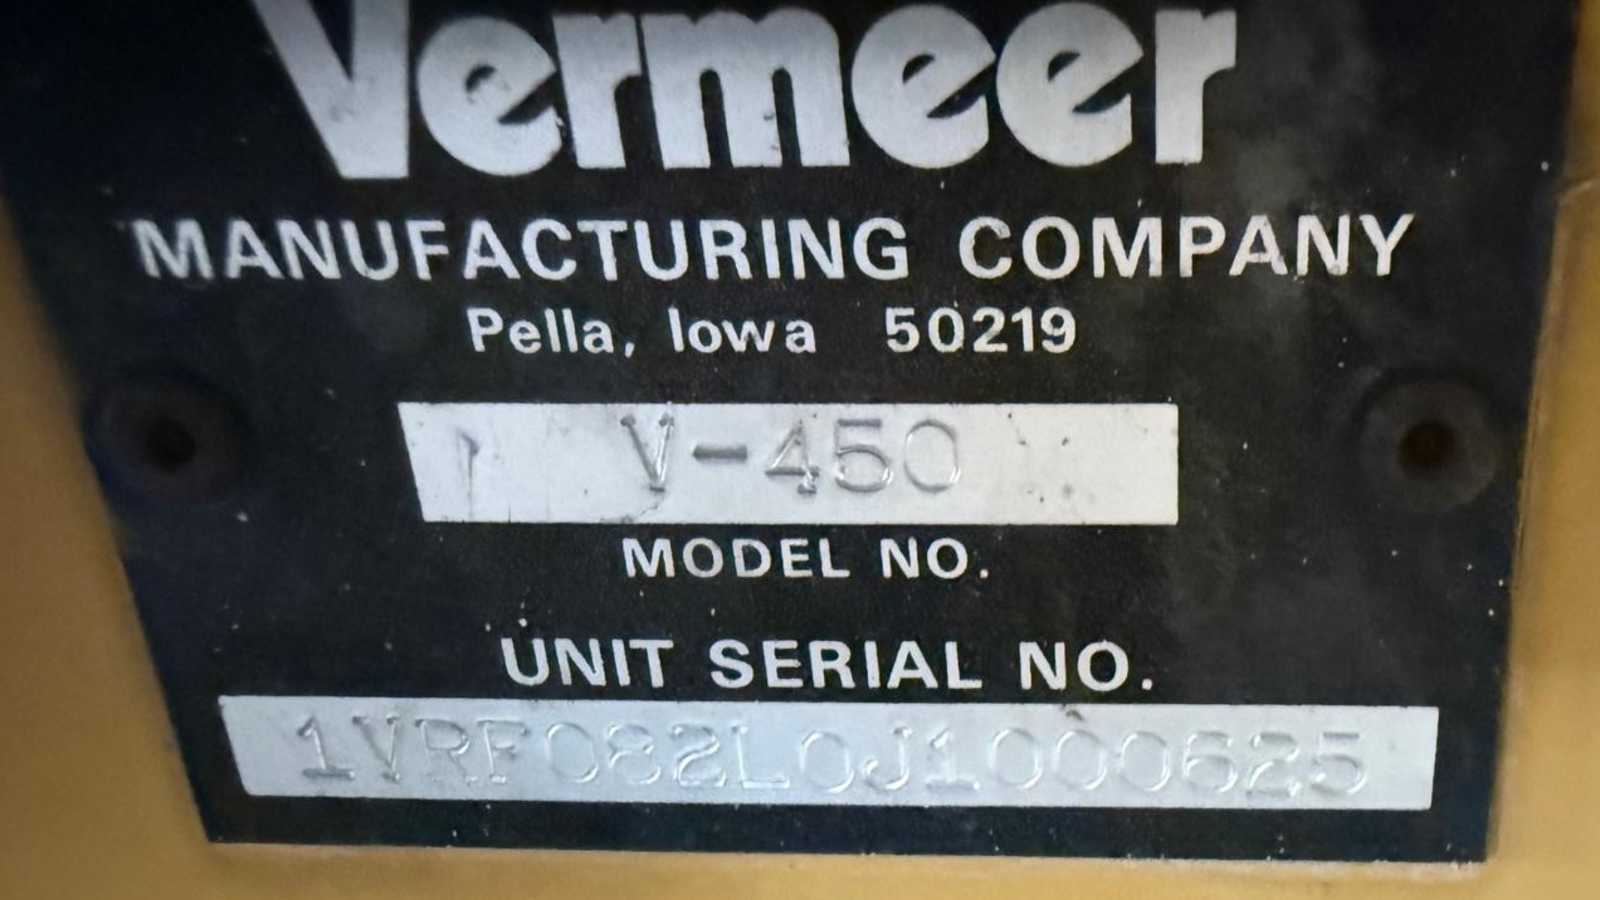 Vermeer
MANUFACTURING COMPANY
Pella, Iowa 50219
V-450
MODEL NO.
UNIT SERIAL NO.
1VRF082L0J1000625